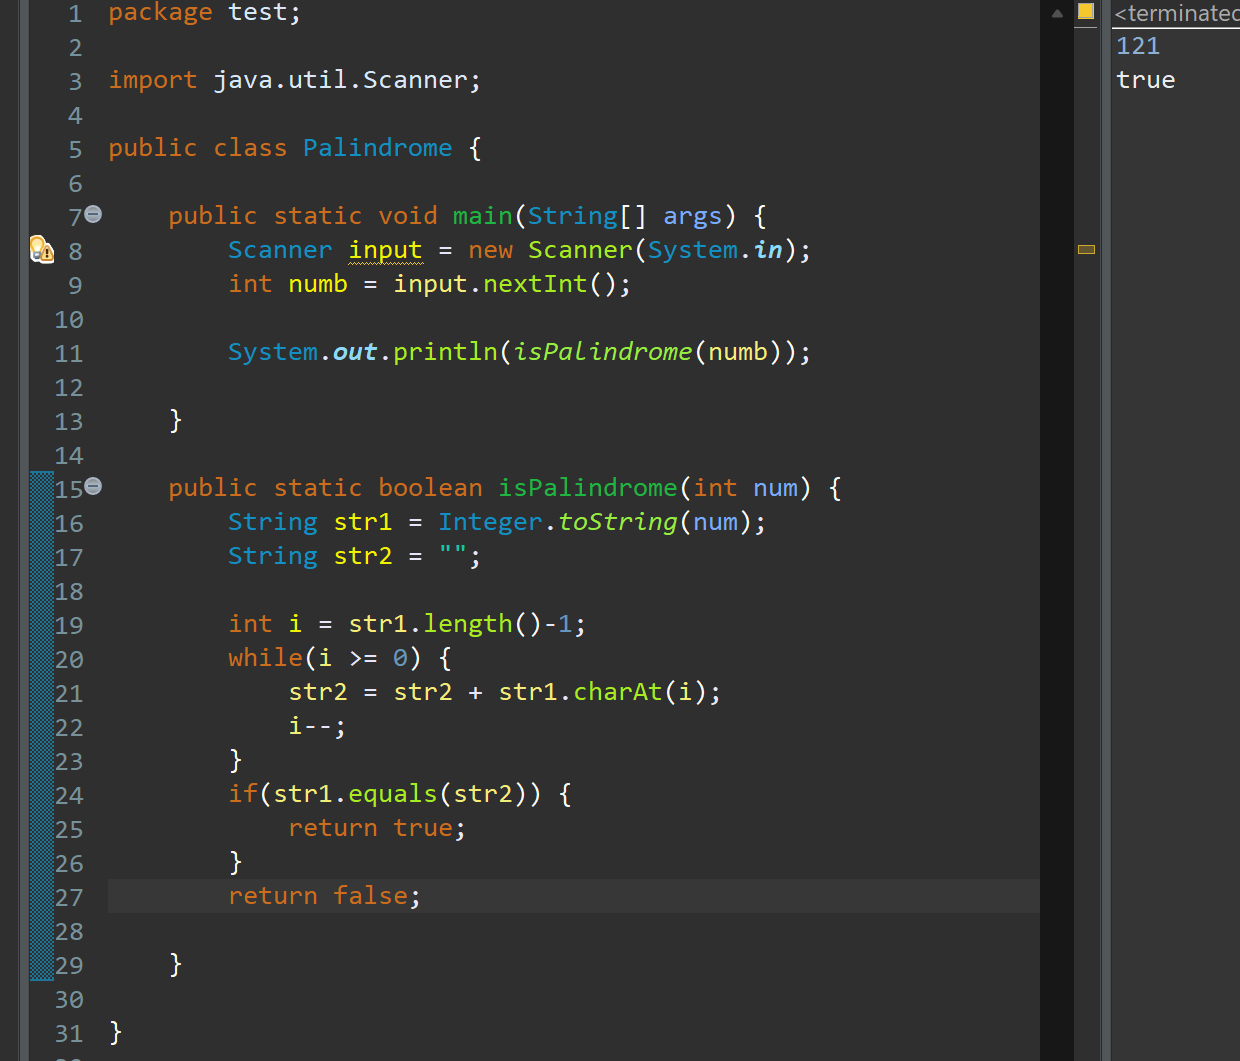 1 package test;
2
3 import java.util.Scanner;
4
5 public class Palindrome {
6
7 public static void main(String[] args) {
8 Scanner input = new Scanner(System.in);
9 int numb = input.nextInt();
10
11 System.out.println(isPalindrome(numb));
12
13 }
14
15 public static boolean isPalindrome(int num) {
16 String str1 = Integer.toString(num);
17 String str2 = "";
18
19 int i = str1.length()-1;
20 while(i >= 0) {
21 str2 = str2 + str1.charAt(i);
22 i--;
23 }
24 if(str1.equals(str2)) {
25 return true;
26 }
27 return false;
28
29 }
30
31 }
<terminated
121
true